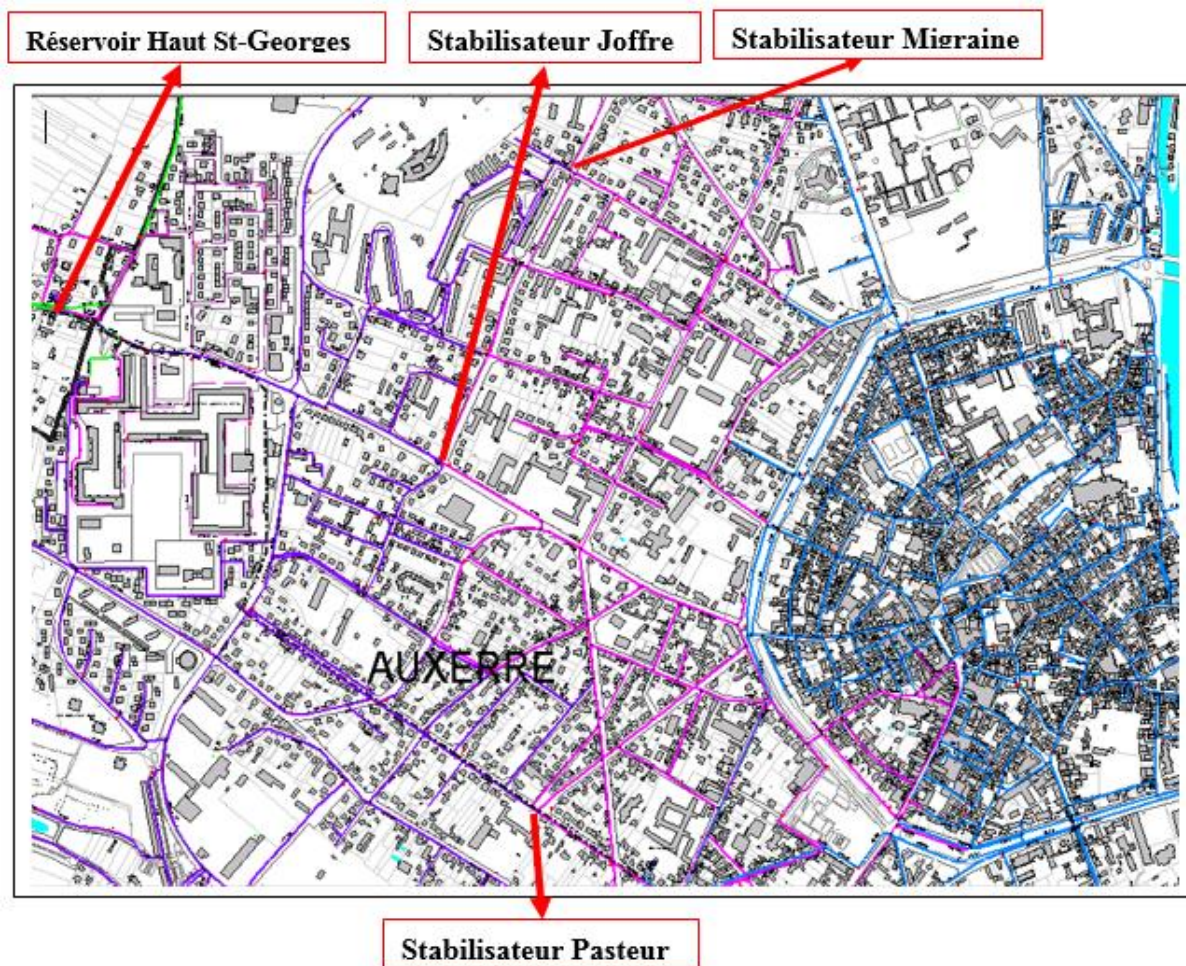 Réservoir Haut St-Georges
Stabilisateur Joffre
Stabilisateur Migraine
AUXERRE
Stabilisateur Pasteur